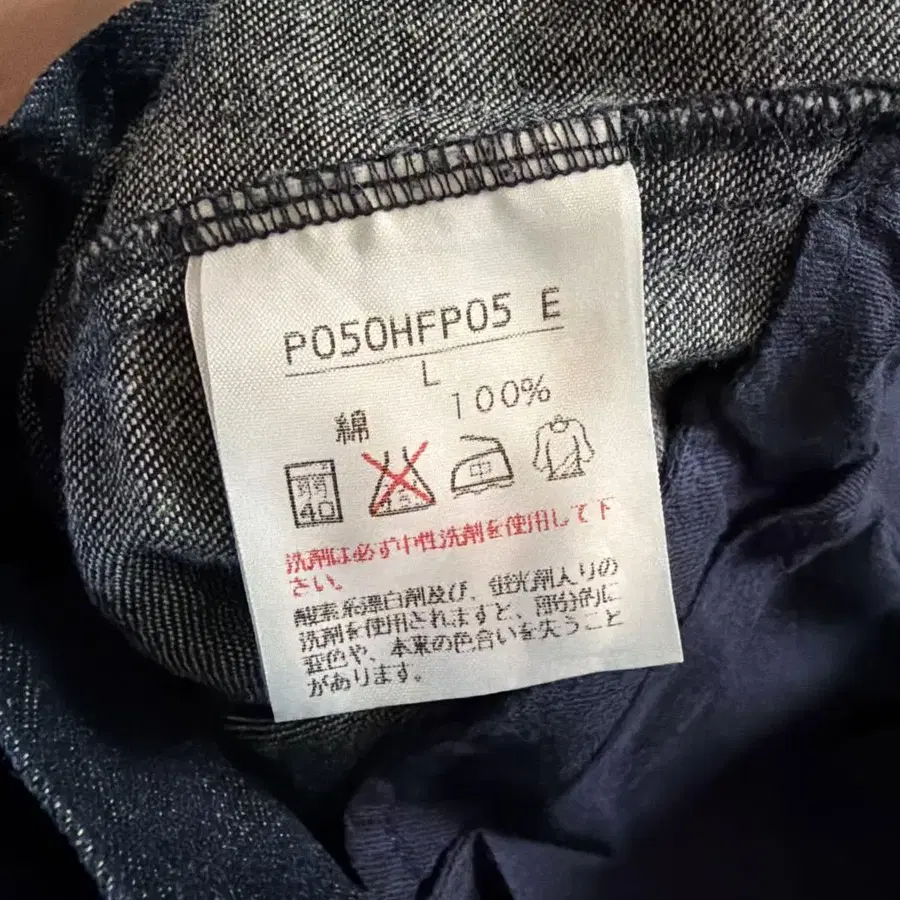 P050HFP05 E
L
綿 100%
40
洗剤は必ず中性洗剤を使用して下
さい。
酸素系漂白剤及び、蛍光剤入りの
洗剤を使用されますと、部分的に
変色や、本来の色合いを失うこと
があります。